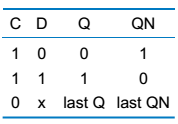 C D Q QN
1 0 0 1
1 1 1 0
0 x last Q last QN